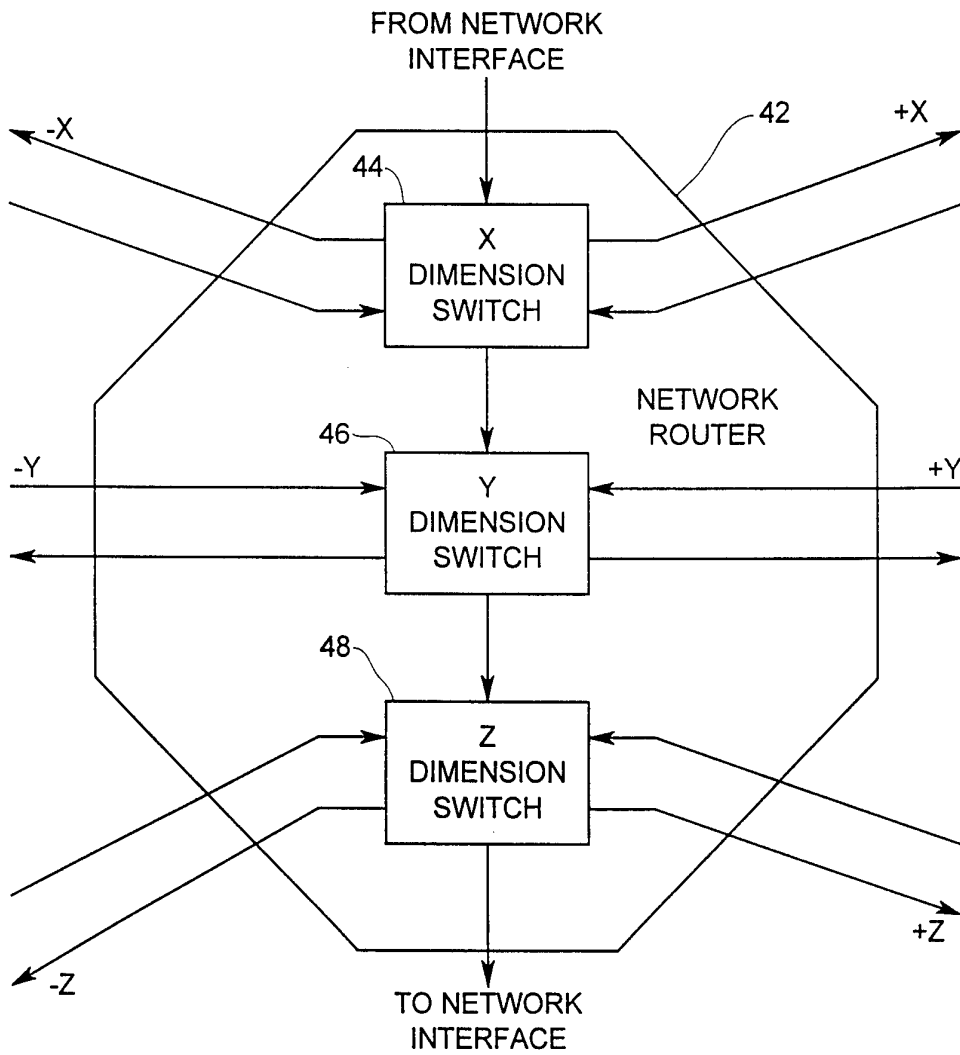 FROM NETWORK
INTERFACE
-X
+X
42
44
X
DIMENSION
SWITCH
NETWORK
ROUTER
46
-Y
+Y
Y
DIMENSION
SWITCH
48
Z
DIMENSION
SWITCH
+Z
-Z
TO NETWORK
INTERFACE